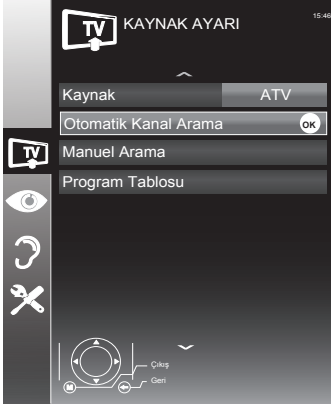 TV KAYNAK AYARI 15:46
Kaynak ATV
Otomatik Kanal Arama OK
Manuel Arama
TV
Program Tablosu
Çıkış
M Geri